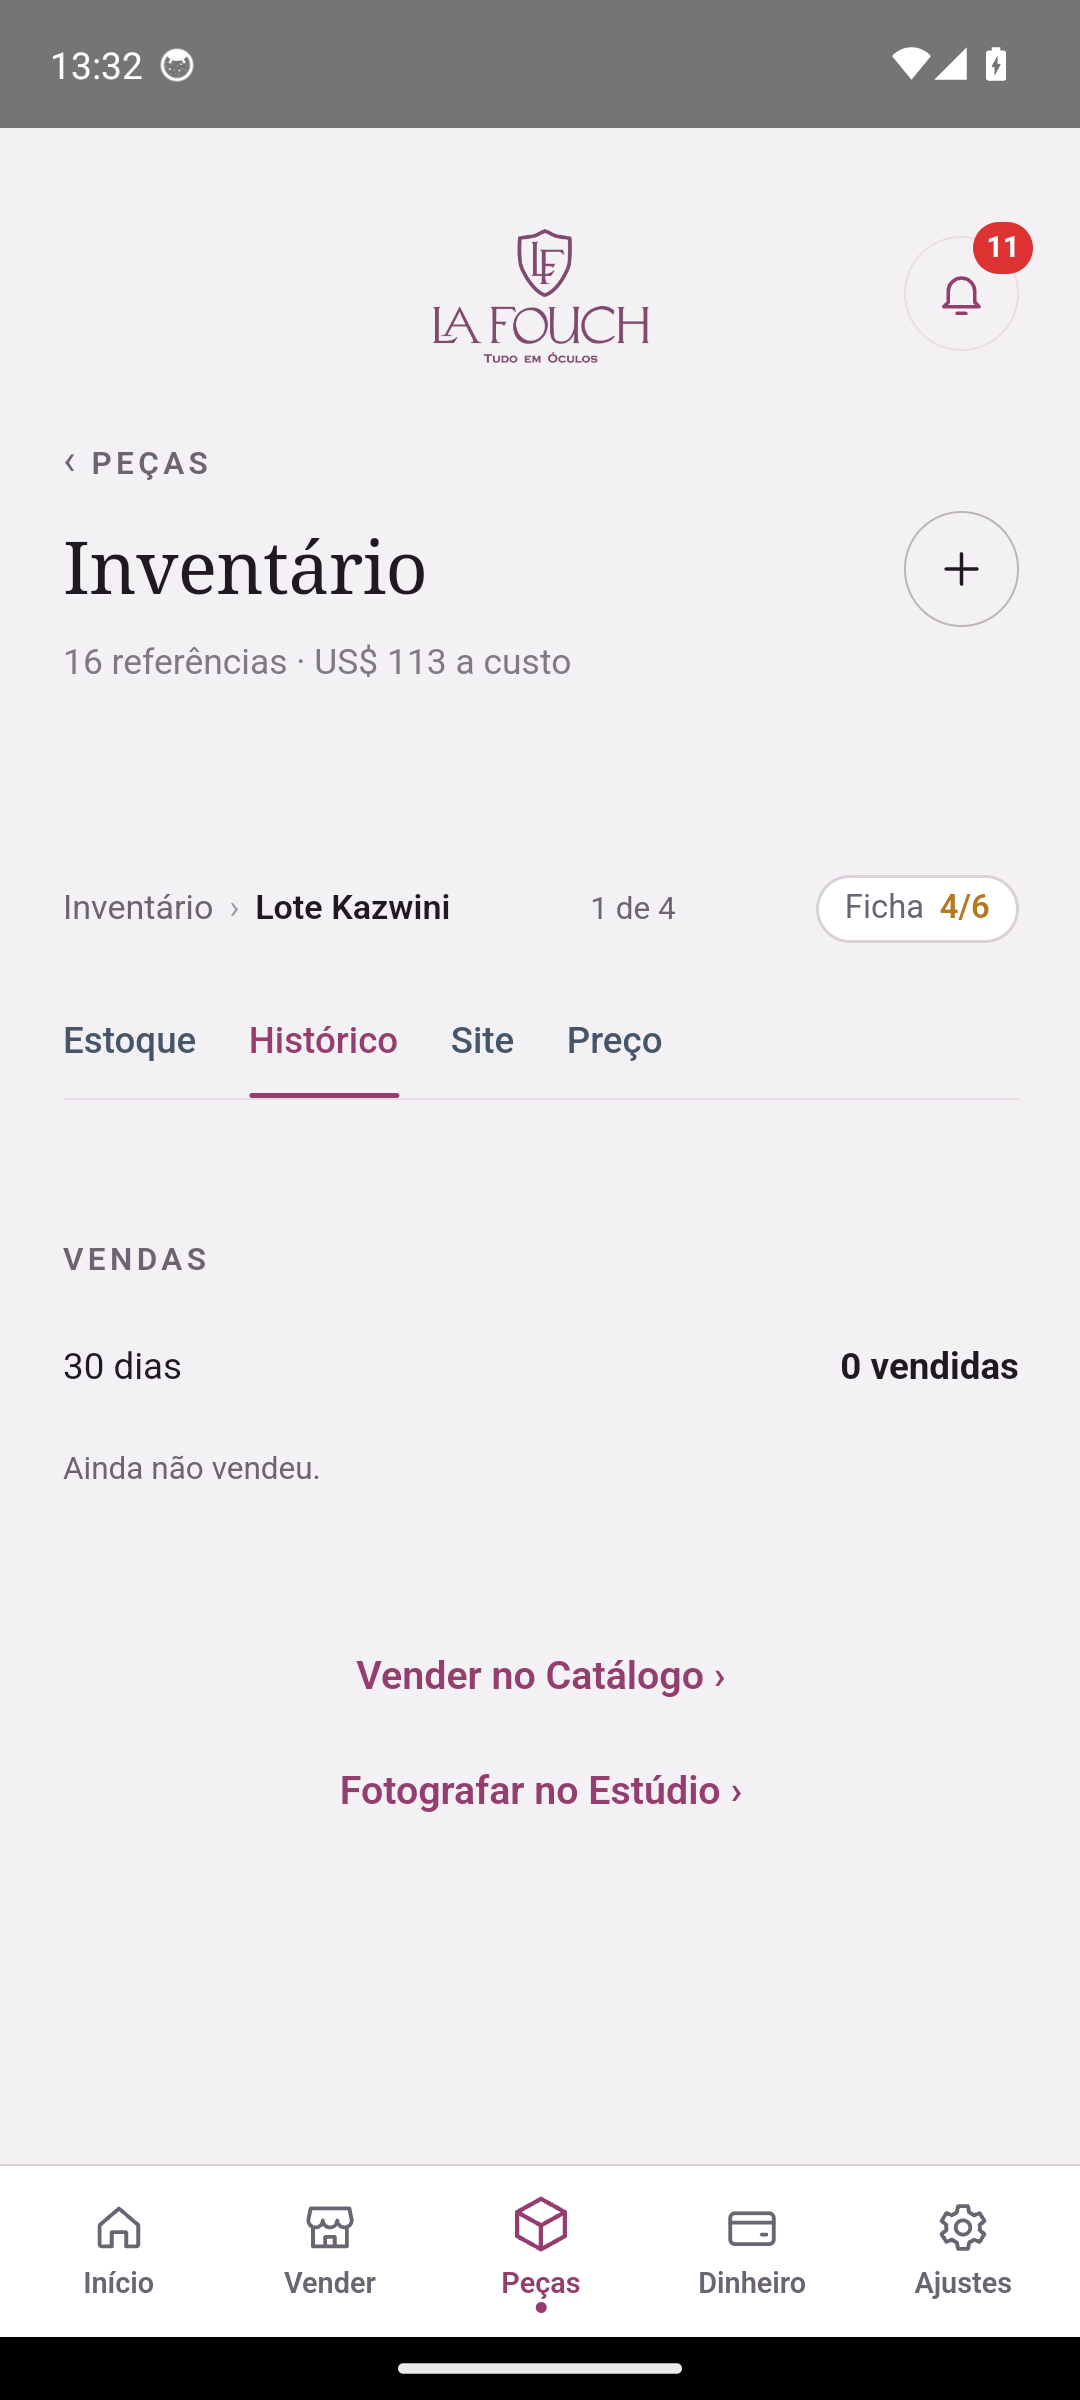 13:32
11
LF
LA FOUCH
TUDO EM ÓCULOS
‹ PEÇAS
Inventário
16 referências · US$ 113 a custo
Inventário › Lote Kazwini 1 de 4 Ficha 4/6
Estoque Histórico Site Preço
VENDAS
30 dias 0 vendidas
Ainda não vendeu.
Vender no Catálogo ›
Fotografar no Estúdio ›
Início Vender Peças Dinheiro Ajustes